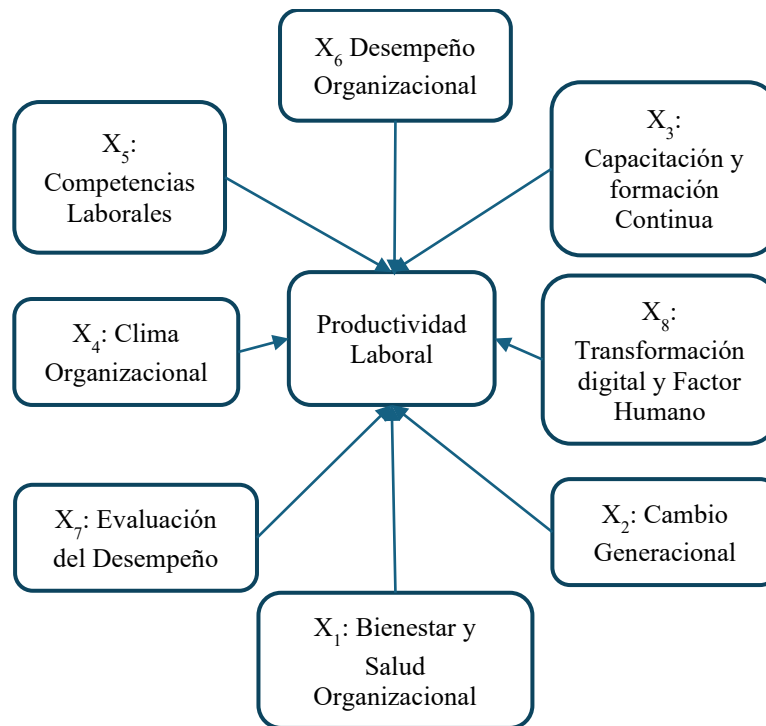 X₆ Desempeño
Organizacional
X₅:
Competencias
Laborales
X₃:
Capacitación y
formación
Continua
X₄: Clima
Organizacional
Productividad
Laboral
X₈:
Transformación
digital y Factor
Humano
X₇: Evaluación
del Desempeño
X₂: Cambio
Generacional
X₁: Bienestar y
Salud
Organizacional